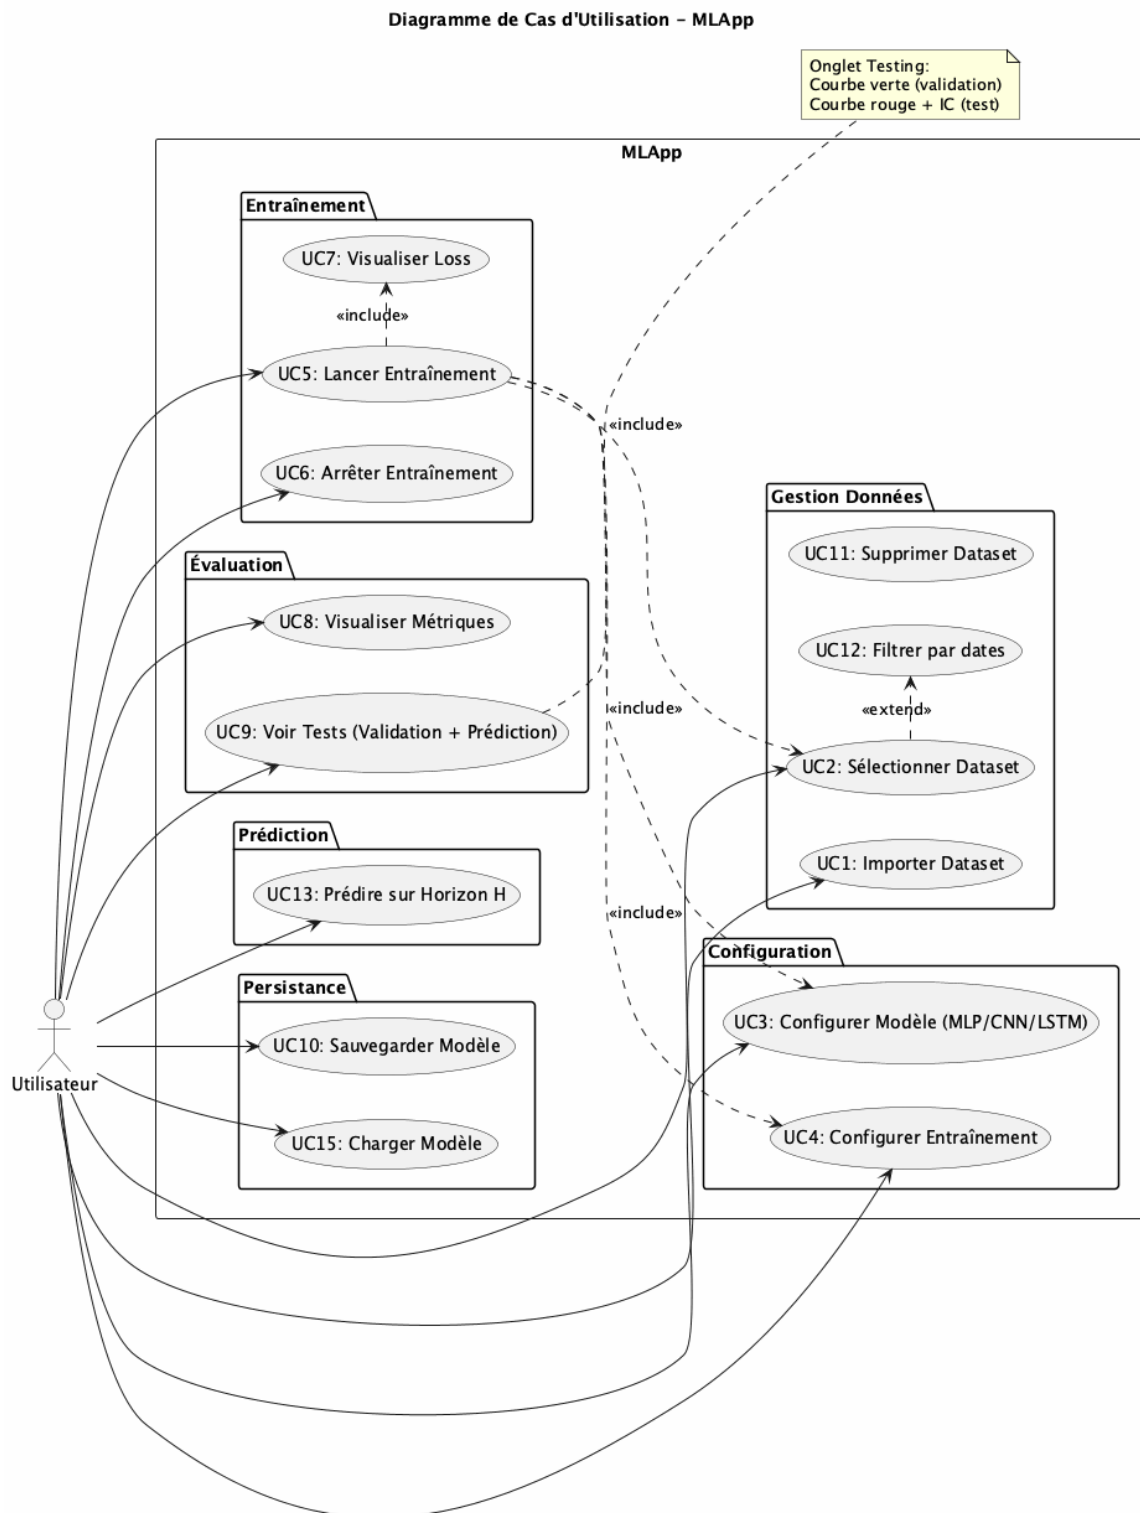 Diagramme de Cas d'Utilisation - MLApp
Onglet Testing:
Courbe verte (validation)
Courbe rouge + IC (test)
MLApp
Entraînement
UC7: Visualiser Loss
«include»
UC5: Lancer Entraînement
UC6: Arrêter Entraînement
«include»
Gestion Données
UC11: Supprimer Dataset
UC12: Filtrer par dates
«extend»
UC2: Sélectionner Dataset
UC1: Importer Dataset
Évaluation
UC8: Visualiser Métriques
UC9: Voir Tests (Validation + Prédiction)
«include»
Prédiction
UC13: Prédire sur Horizon H
«include»
Configuration
UC3: Configurer Modèle (MLP/CNN/LSTM)
UC4: Configurer Entraînement
Persistance
UC10: Sauvegarder Modèle
UC15: Charger Modèle
Utilisateur